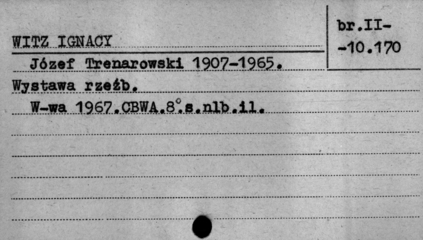 WITZ IGNACY
br.II-
-10.170
Józef Trenarowski 1907-1965.
Wystawa rzeźb.
W-wa 1967.CBWA.8°.s.nlb.il.